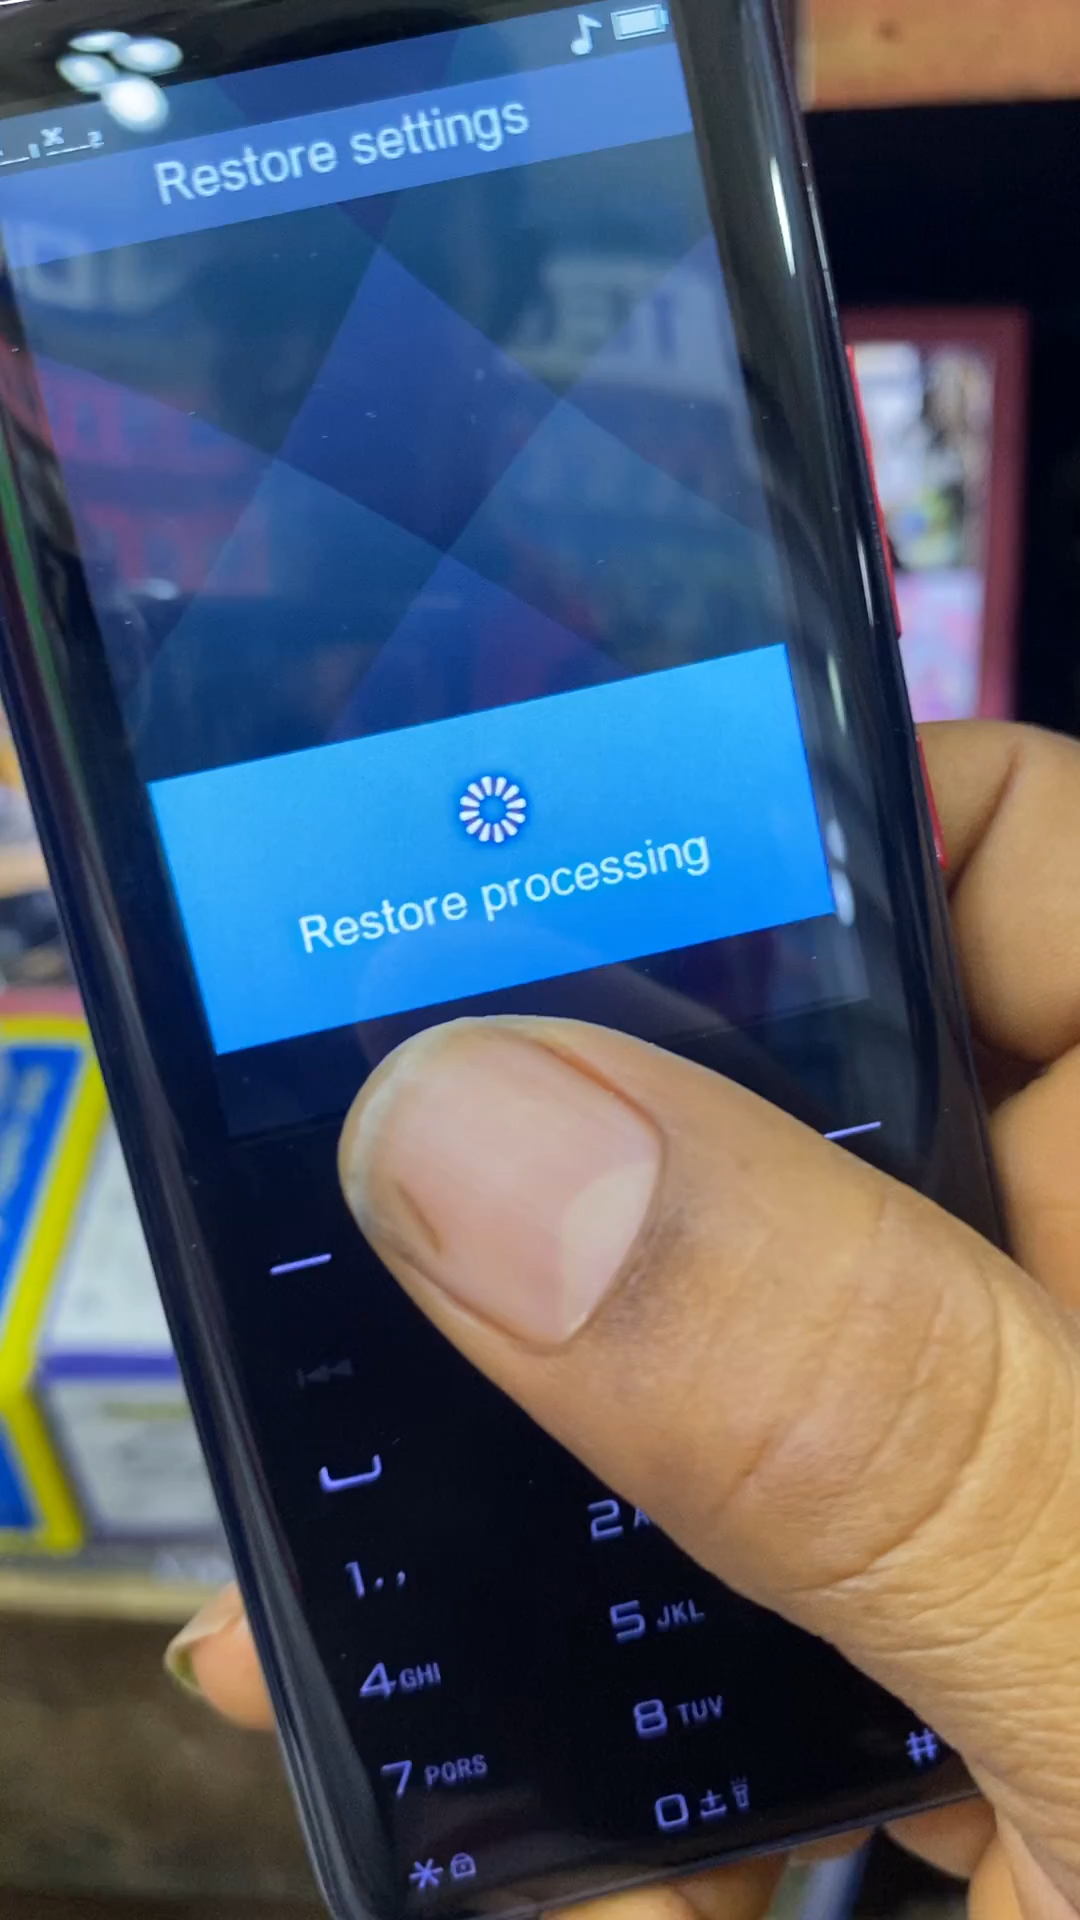 Restore settings
Restore processing
1.,
2
4 GHI
5 JKL
7 PQRS
8 TUV
* 
0 ±
#